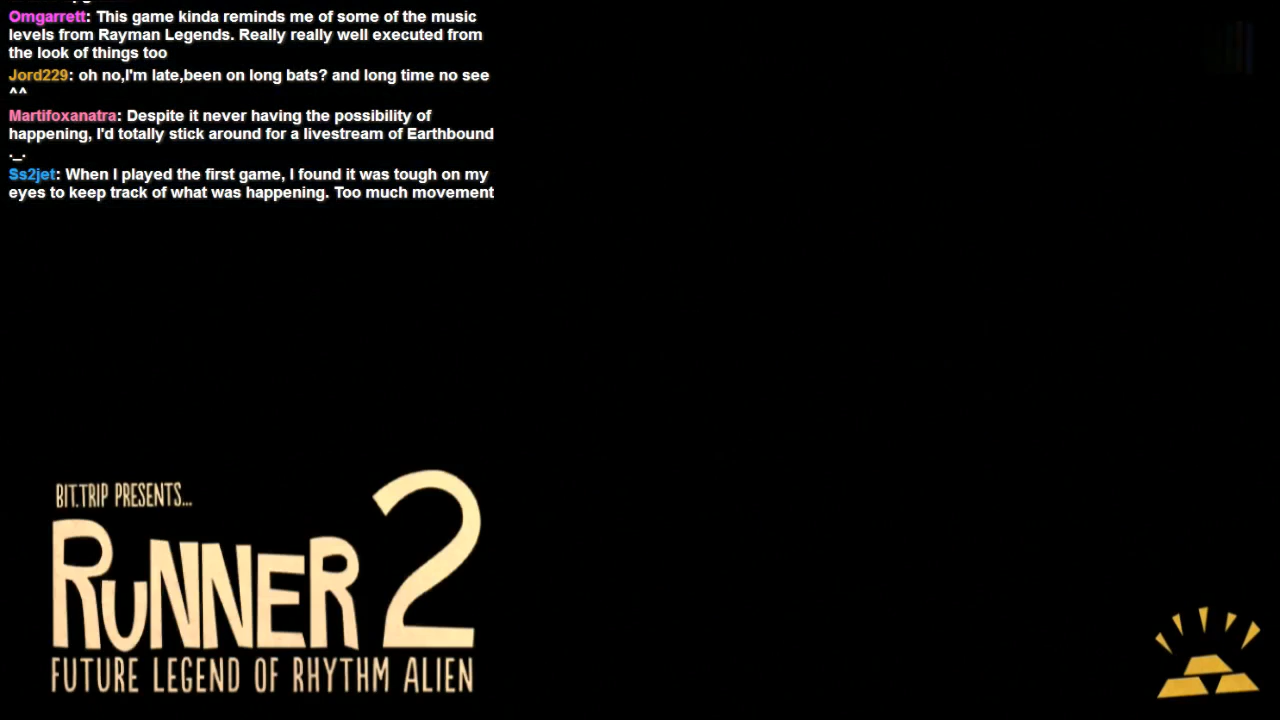 Omgarrett: This game kinda reminds me of some of the music
levels from Rayman Legends. Really really well executed from
the look of things too
Jord229: oh no,I'm late,been on long bats? and long time no see
^^
Martifoxanatra: Despite it never having the possibility of
happening, I'd totally stick around for a livestream of Earthbound
._.
Ss2jet: When I played the first game, I found it was tough on my
eyes to keep track of what was happening. Too much movement
BIT.TRIP PRESENTS...
RUNNER 2
FUTURE LEGEND OF RHYTHM ALIEN